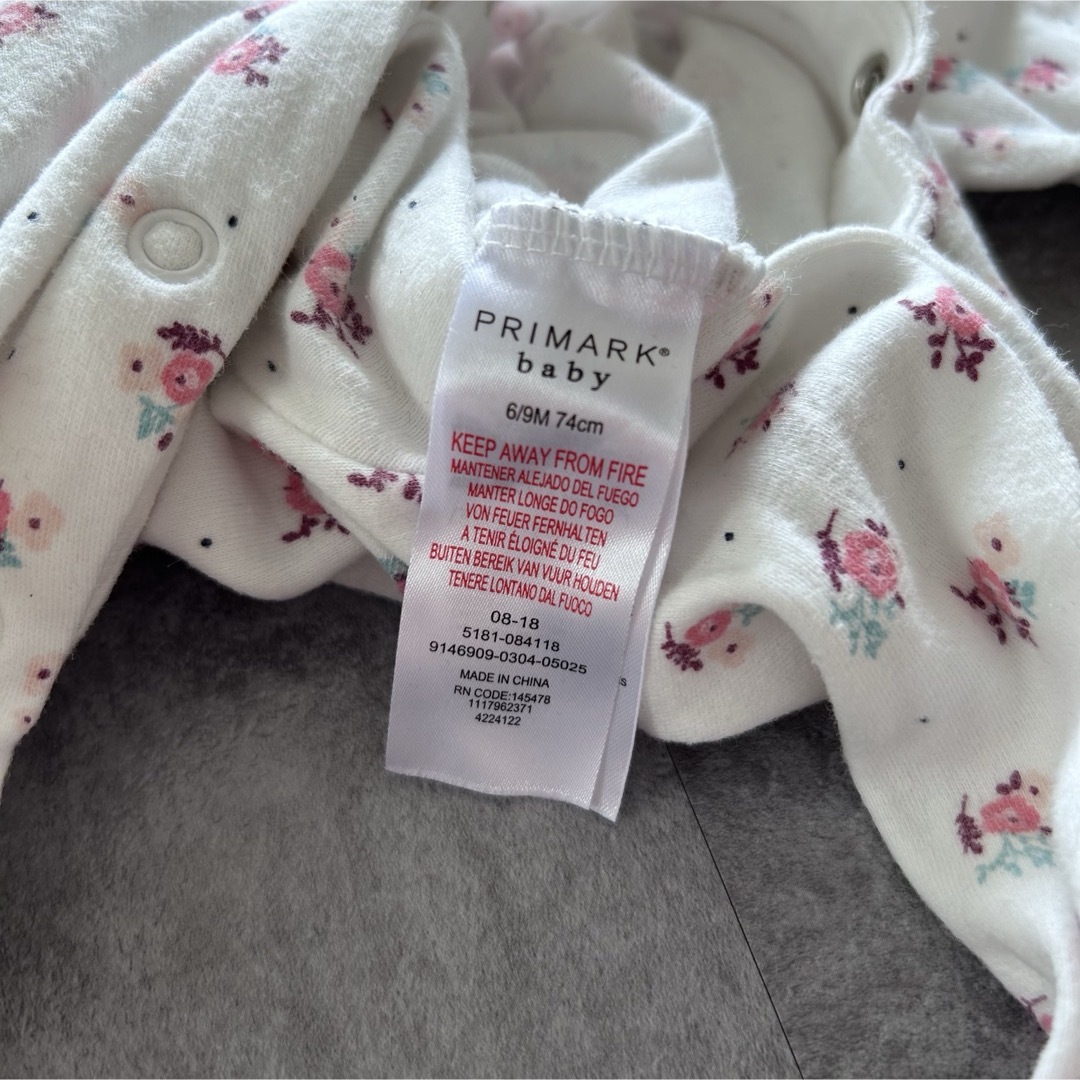 PRIMARK®
baby
6/9M 74cm
KEEP AWAY FROM FIRE
MANTENER ALEJADO DEL FUEGO
MANTER LONGE DO FOGO
VON FEUER FERNHALTEN
A TENIR ÉLOIGNÉ DU FEU
BUITEN BEREIK VAN VUUR HOUDEN
TENERE LONTANO DAL FUOCO
08-18
5181-084118
9146909-0304-05025
MADE IN CHINA
RN CODE:145478
1117962371
4224122